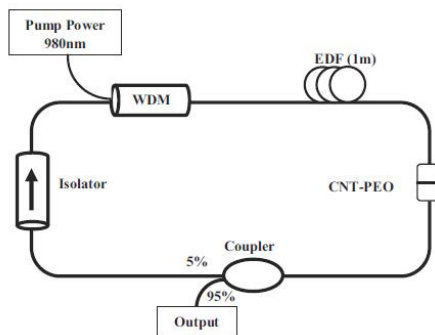 Pump Power
980nm
WDM
EDF (1m)
Isolator
CNT-PEO
Coupler
5%
95%
Output